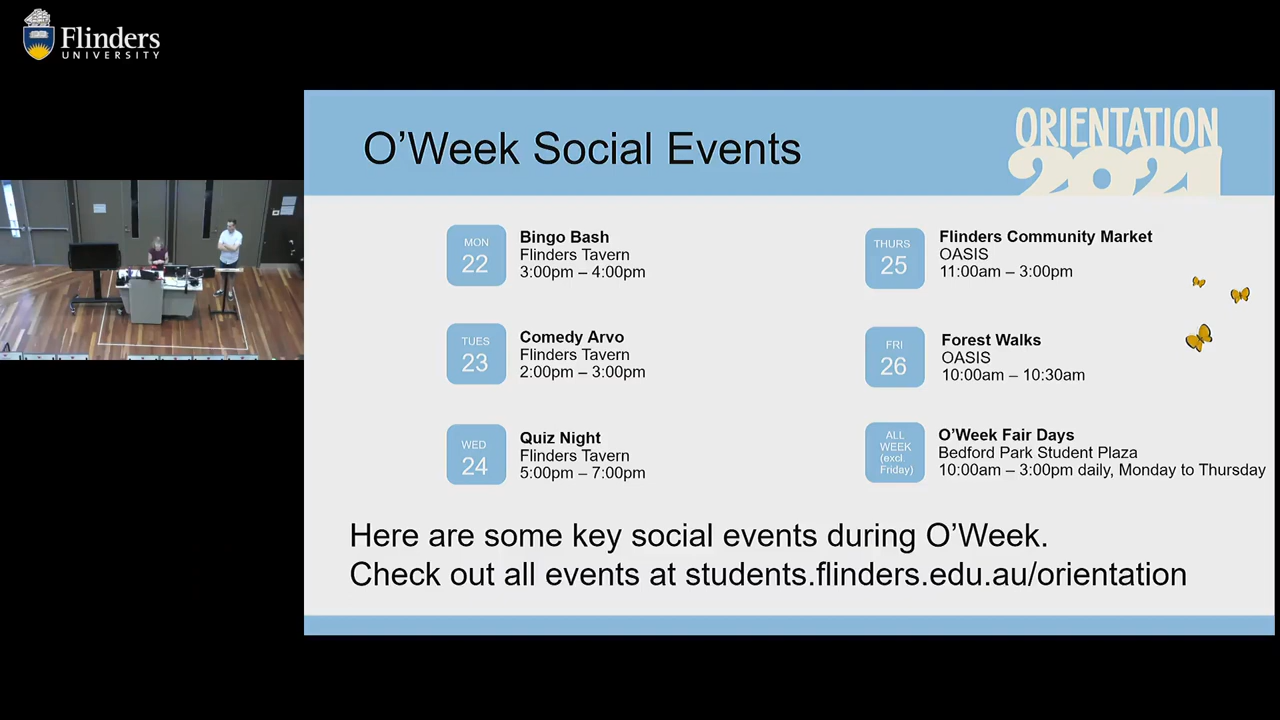 Flinders
UNIVERSITY
O'Week Social Events
ORIENTATION
2021
MON
22
Bingo Bash
Flinders Tavern
3:00pm – 4:00pm
TUES
23
Comedy Arvo
Flinders Tavern
2:00pm – 3:00pm
WED
24
Quiz Night
Flinders Tavern
5:00pm – 7:00pm
THURS
25
Flinders Community Market
OASIS
11:00am – 3:00pm
FRI
26
Forest Walks
OASIS
10:00am – 10:30am
ALL
WEEK
(excl.
Friday)
O'Week Fair Days
Bedford Park Student Plaza
10:00am – 3:00pm daily, Monday to Thursday
Here are some key social events during O'Week.
Check out all events at students.flinders.edu.au/orientation